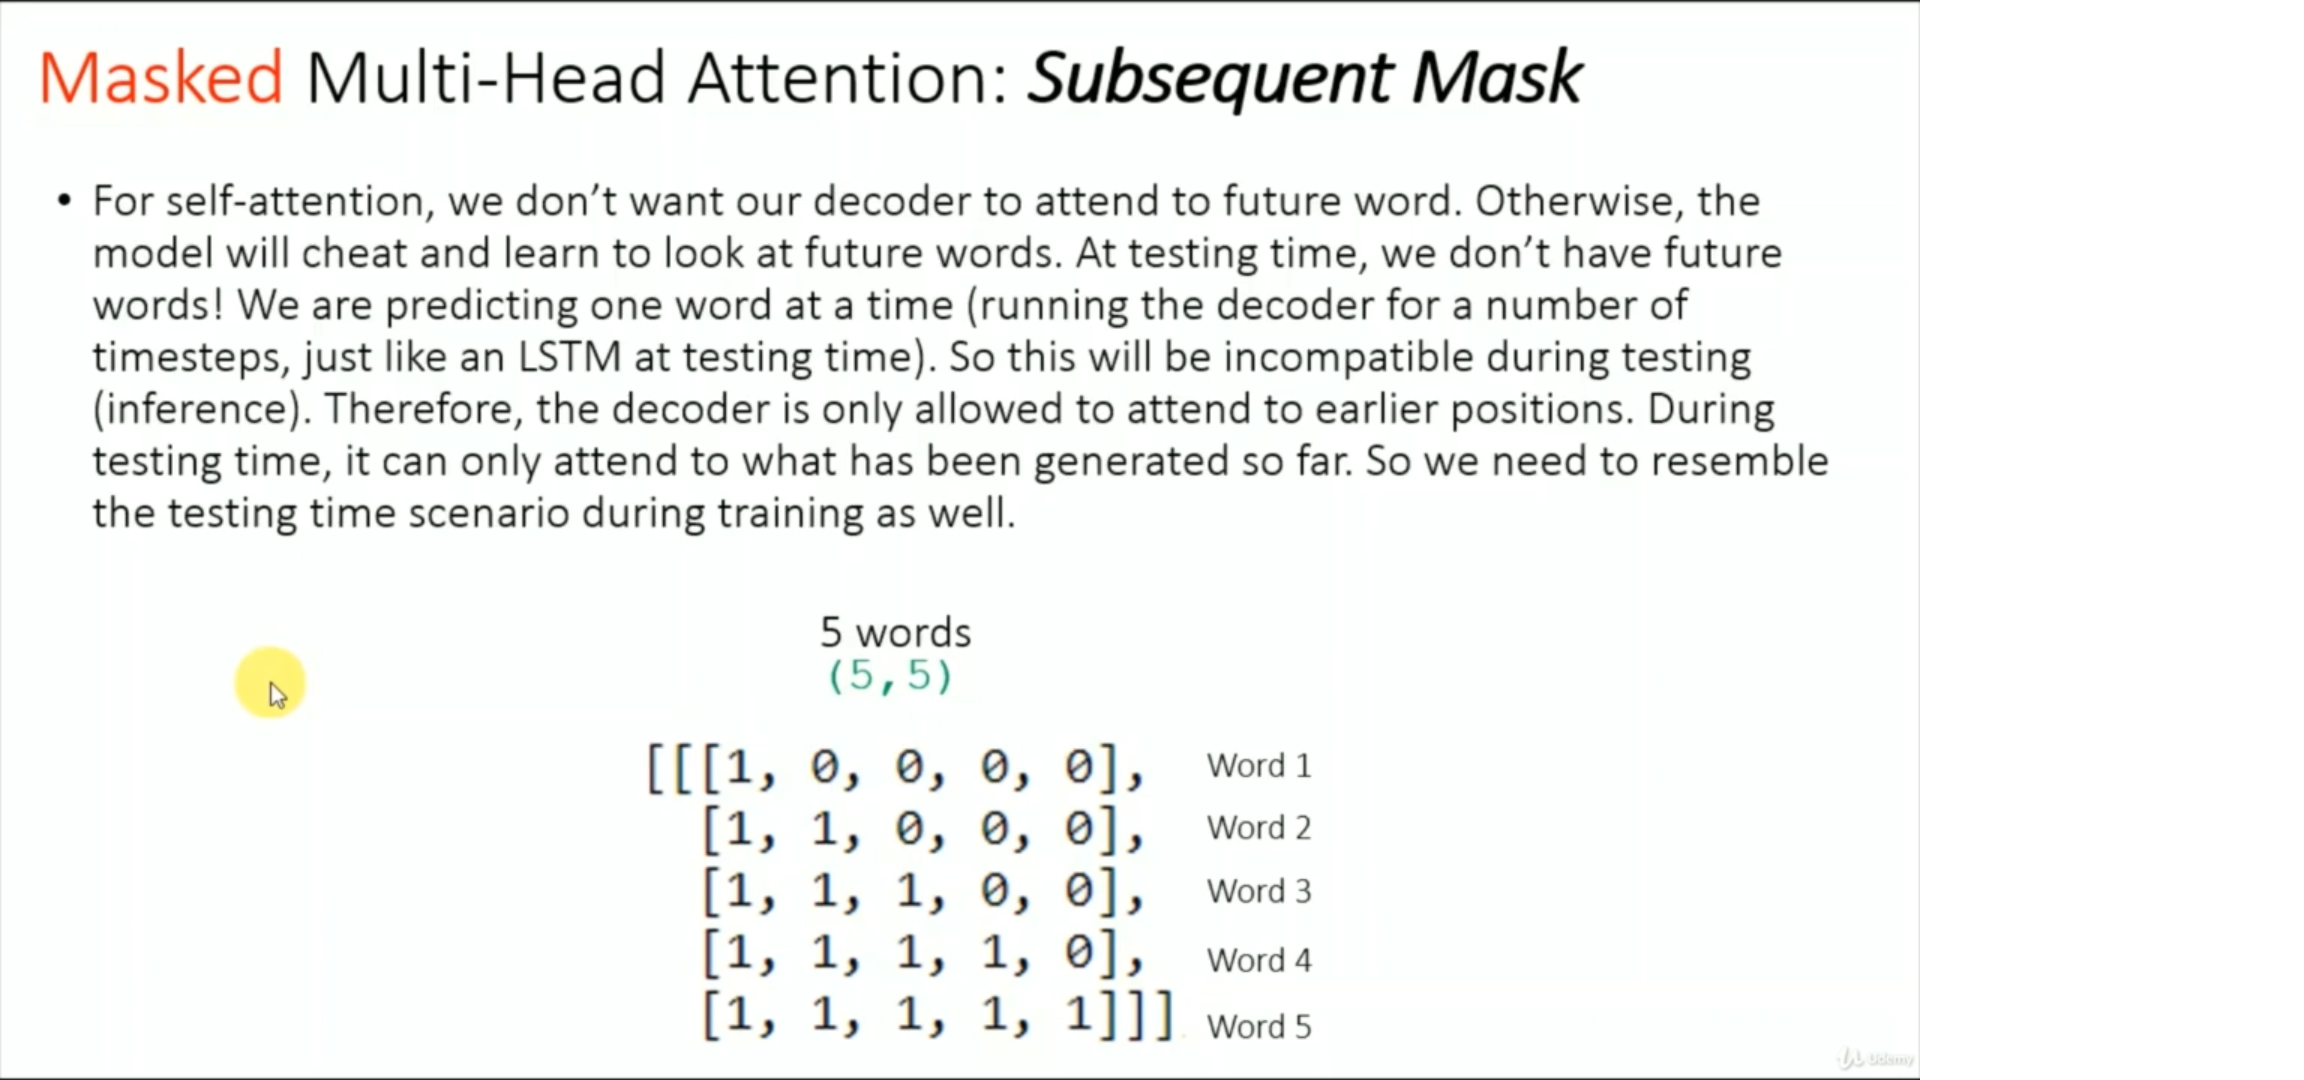 Masked Multi-Head Attention: Subsequent Mask
• For self-attention, we don't want our decoder to attend to future word. Otherwise, the
model will cheat and learn to look at future words. At testing time, we don't have future
words! We are predicting one word at a time (running the decoder for a number of
timesteps, just like an LSTM at testing time). So this will be incompatible during testing
(inference). Therefore, the decoder is only allowed to attend to earlier positions. During
testing time, it can only attend to what has been generated so far. So we need to resemble
the testing time scenario during training as well.
5 words
(5,5)
[[[1, 0, 0, 0, 0], Word 1
[1, 1, 0, 0, 0], Word 2
[1, 1, 1, 0, 0], Word 3
[1, 1, 1, 1, 0], Word 4
[1, 1, 1, 1, 1]]] Word 5
Udemy